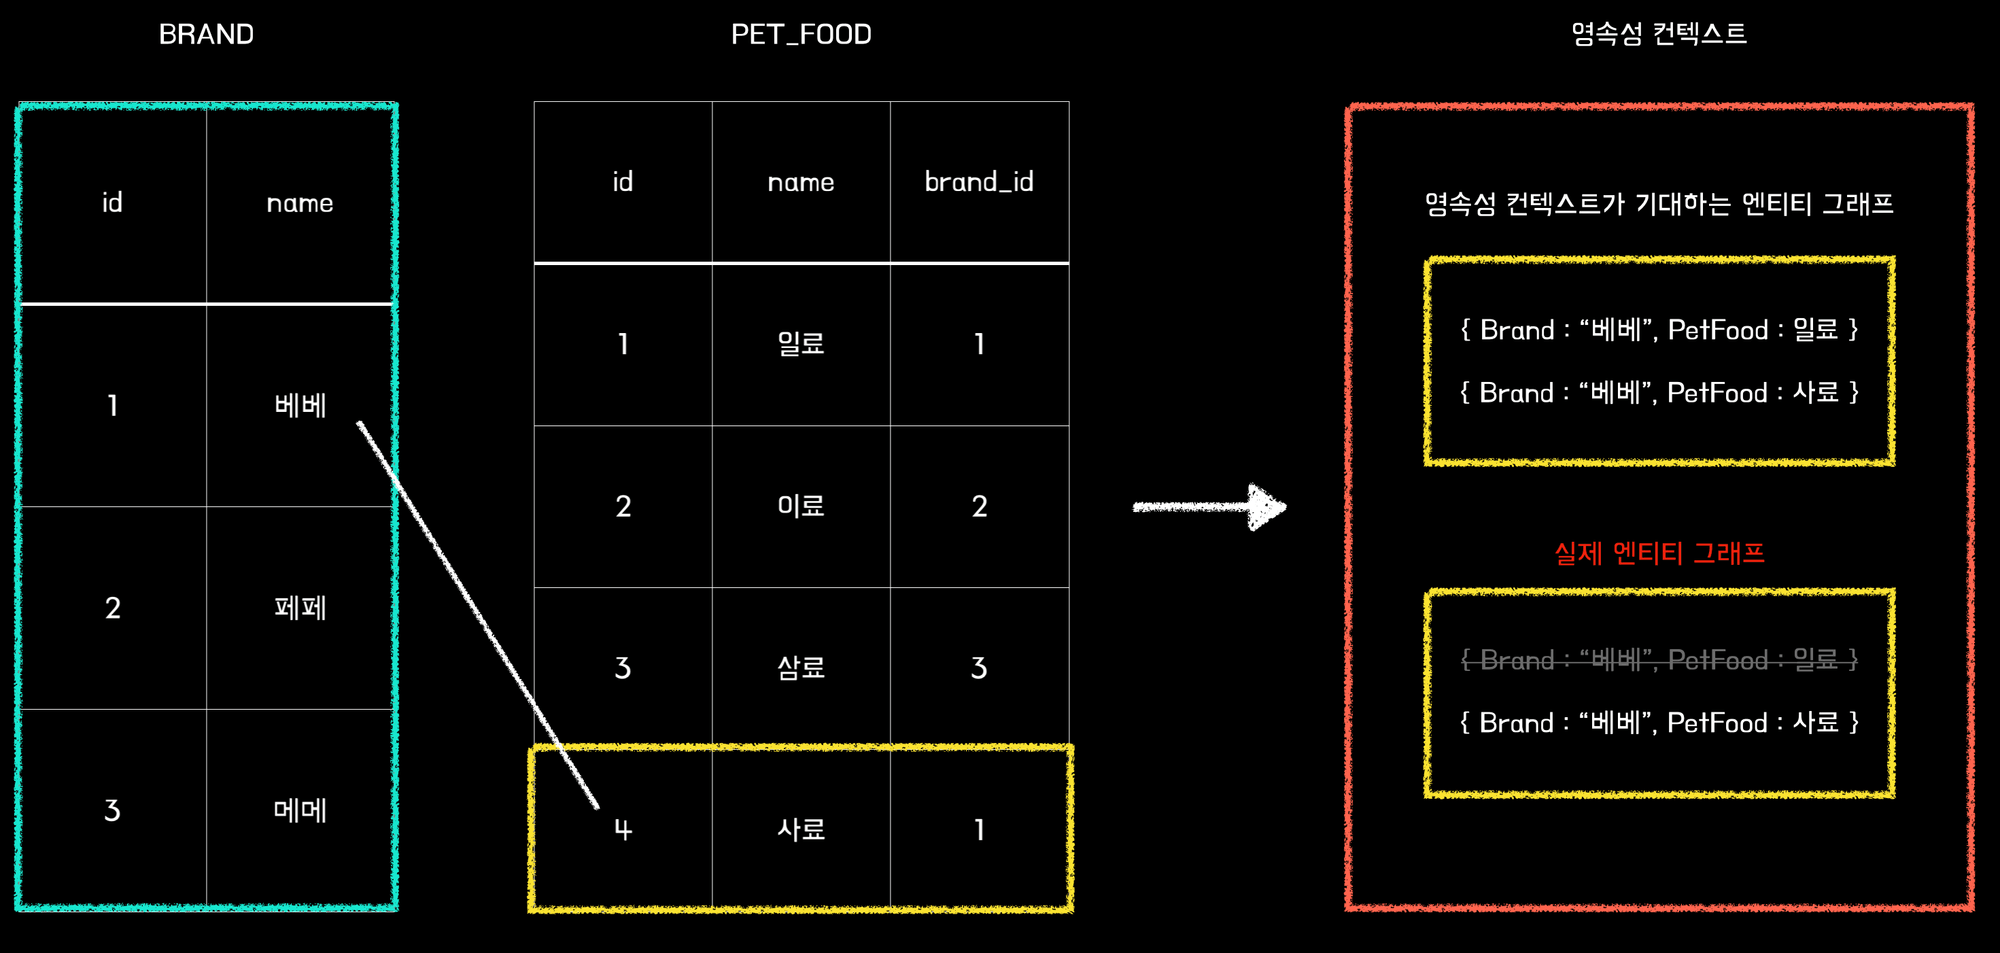 BRAND
id name
1 베베
2 페페
3 메메
PET_FOOD
id name brand_id
1 일료 1
2 이료 2
3 삼료 3
4 사료 1
영속성 컨텍스트
영속성 컨텍스트가 기대하는 엔티티 그래프
{ Brand : “베베”, PetFood : 일료 }
{ Brand : “베베”, PetFood : 사료 }
실제 엔티티 그래프
{ Brand : “베베”, PetFood : 일료 }
{ Brand : “베베”, PetFood : 사료 }